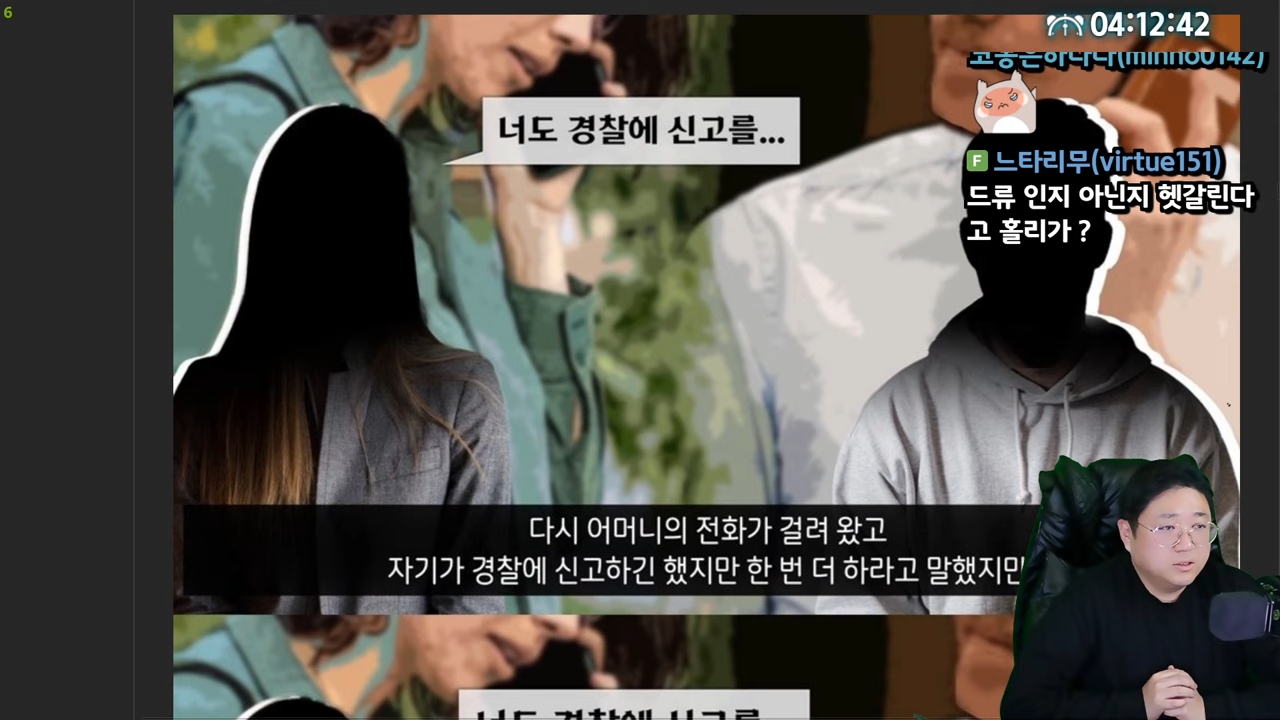 6
04:12:42
너도 경찰에 신고를...
F 느타리무(virtue151)
드류 인지 아닌지 헷갈린다
고 홀리가 ?
다시 어머니의 전화가 걸려 왔고
자기가 경찰에 신고하긴 했지만 한 번 더 하라고 말했지만